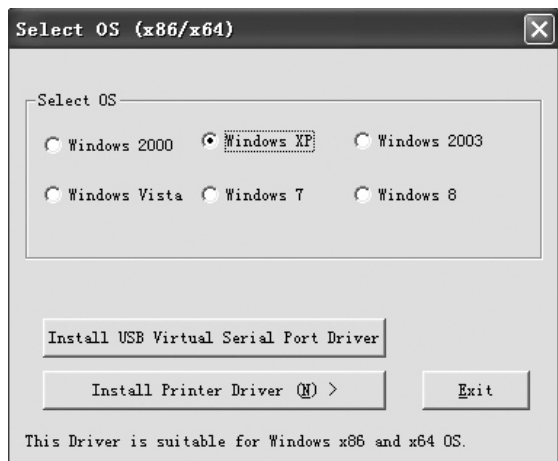 Select OS (x86/x64)
Select OS
Windows 2000 Windows XP Windows 2003
Windows Vista Windows 7 Windows 8
Install USB Virtual Serial Port Driver
Install Printer Driver (N) > Exit
This Driver is suitable for Windows x86 and x64 OS.